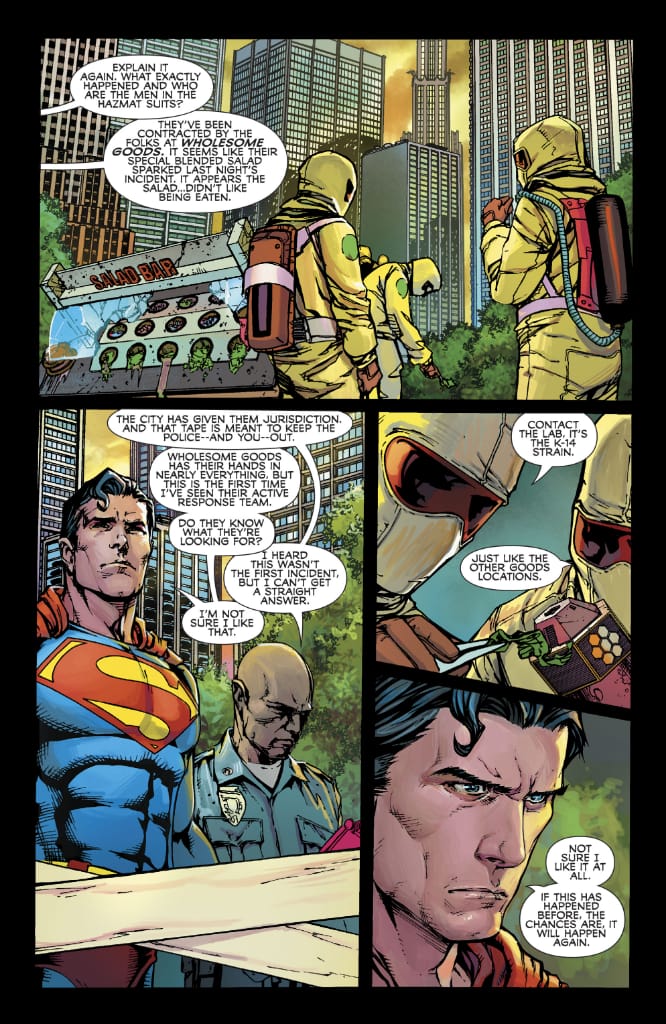 EXPLAIN IT
AGAIN. WHAT EXACTLY
HAPPENED AND WHO
ARE THE MEN IN THE
HAZMAT SUITS?
THEY'VE BEEN
CONTRACTED BY THE
FOLKS AT WHOLESOME
GOODS. IT SEEMS LIKE THEIR
SPECIAL BLENDED SALAD
SPARKED LAST NIGHT'S
INCIDENT. IT APPEARS THE
SALAD...DIDN'T LIKE
BEING EATEN.
SALAD BAR
THE CITY HAS GIVEN THEM JURISDICTION.
AND THAT TAPE IS MEANT TO KEEP THE
POLICE--AND YOU--OUT.
WHOLESOME GOODS
HAS THEIR HANDS IN
NEARLY EVERYTHING, BUT
THIS IS THE FIRST TIME
I'VE SEEN THEIR ACTIVE
RESPONSE TEAM.
DO THEY KNOW
WHAT THEY'RE
LOOKING FOR?
I HEARD
THIS WASN'T
THE FIRST INCIDENT,
BUT I CAN'T GET
A STRAIGHT
ANSWER.
I'M NOT
SURE I LIKE
THAT.
S
CONTACT
THE LAB. IT'S
THE K-14
STRAIN.
JUST LIKE THE
OTHER GOODS
LOCATIONS.
NOT
SURE I
LIKE IT AT
ALL.
IF THIS HAS
HAPPENED
BEFORE, THE
CHANCES ARE, IT
WILL HAPPEN
AGAIN.